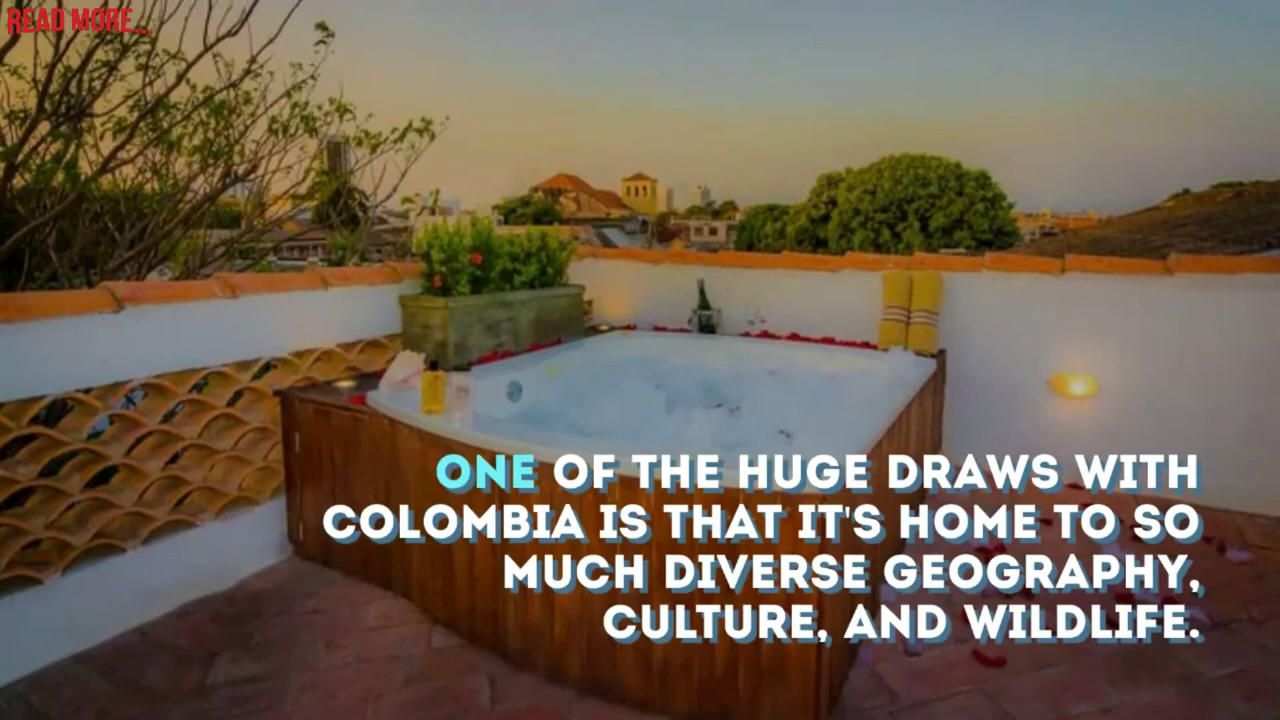 READ MORE...
ONE OF THE HUGE DRAWS WITH
COLOMBIA IS THAT IT'S HOME TO SO
MUCH DIVERSE GEOGRAPHY,
CULTURE, AND WILDLIFE.